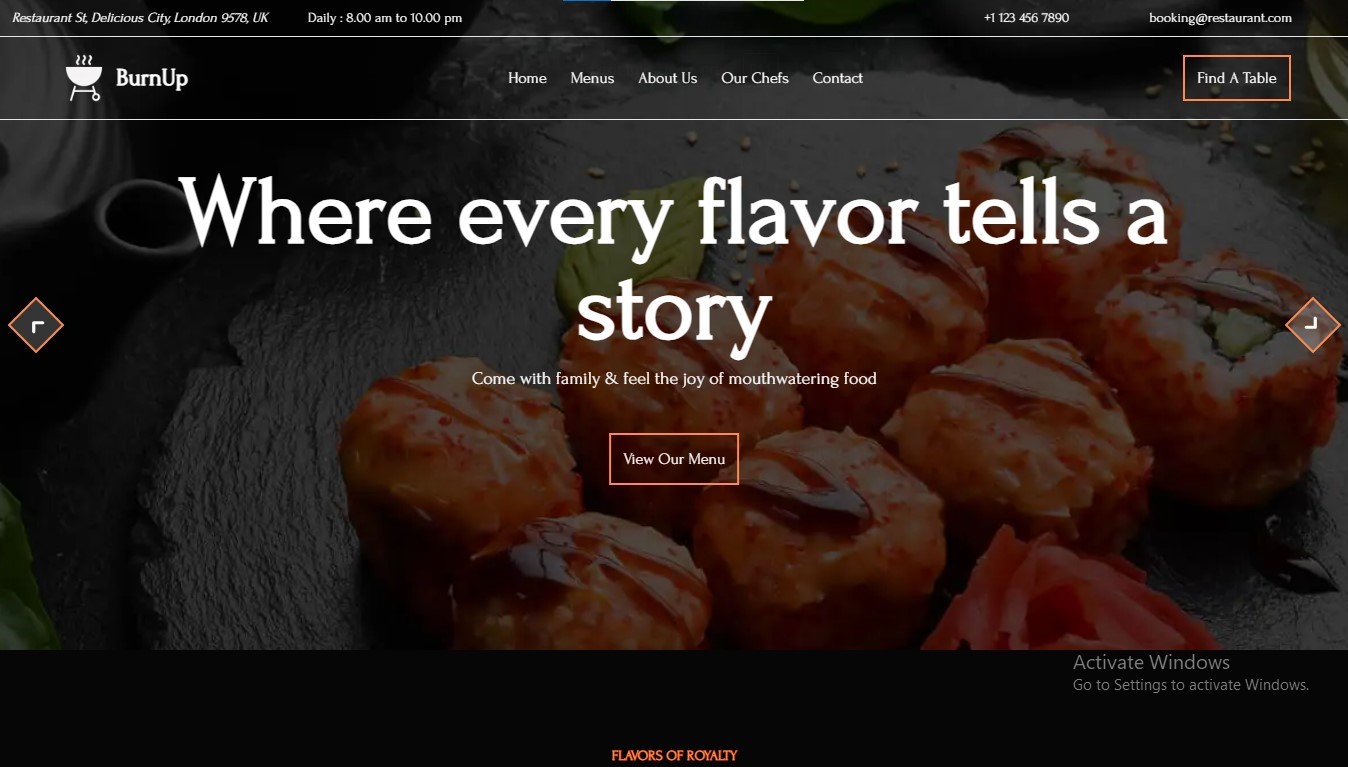 Restaurant St, Delicious City, London 9578, UK
Daily : 8.00 am to 10.00 pm
+1 123 456 7890
booking@restaurant.com
BurnUp
Home
Menus
About Us
Our Chefs
Contact
Find A Table
Where every flavor tells a
story
Come with family & feel the joy of mouthwatering food
View Our Menu
Activate Windows
Go to Settings to activate Windows.
FLAVORS OF ROYALTY